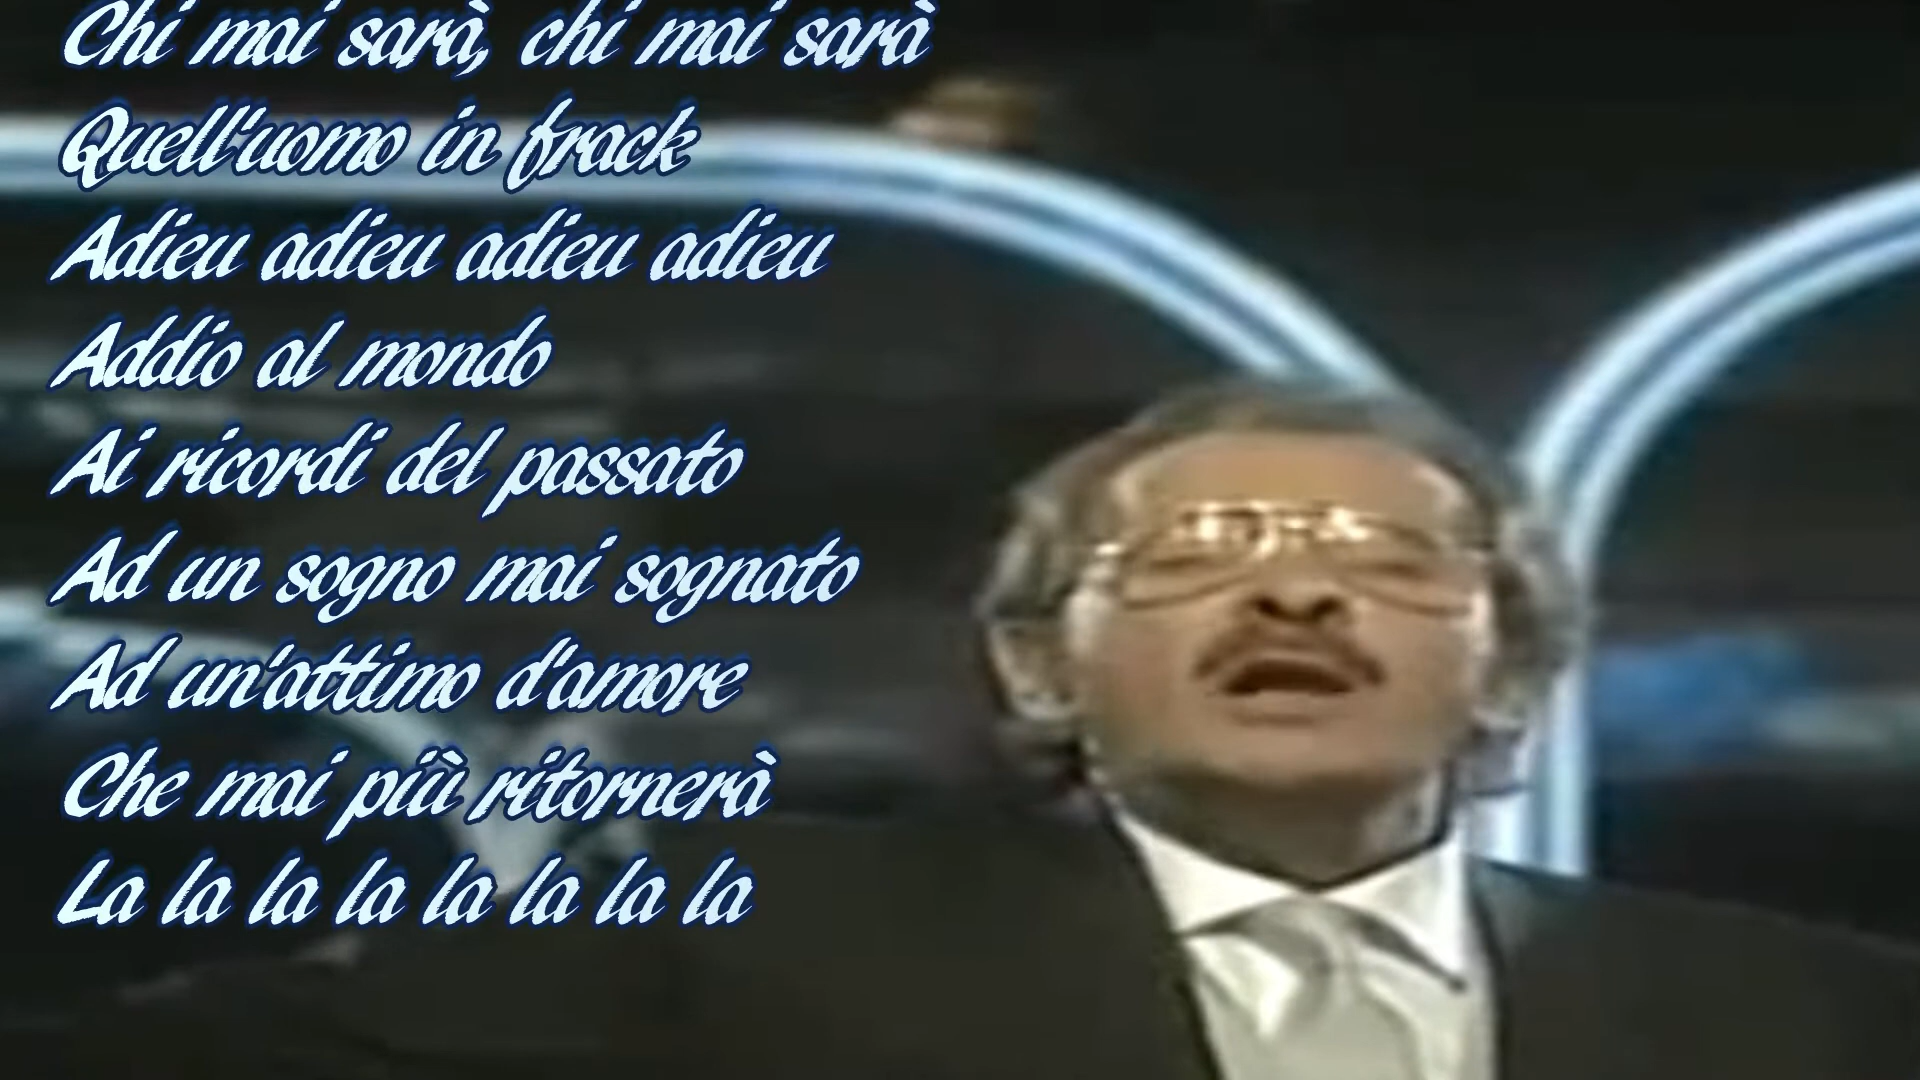 Chi mai sarà, chi mai sarà
Quell'uomo in frack
Adieu adieu adieu adieu
Addio al mondo
Ai ricordi del passato
Ad un sogno mai sognato
Ad un'attimo d'amore
Che mai più ritornerà
La la la la la la la la